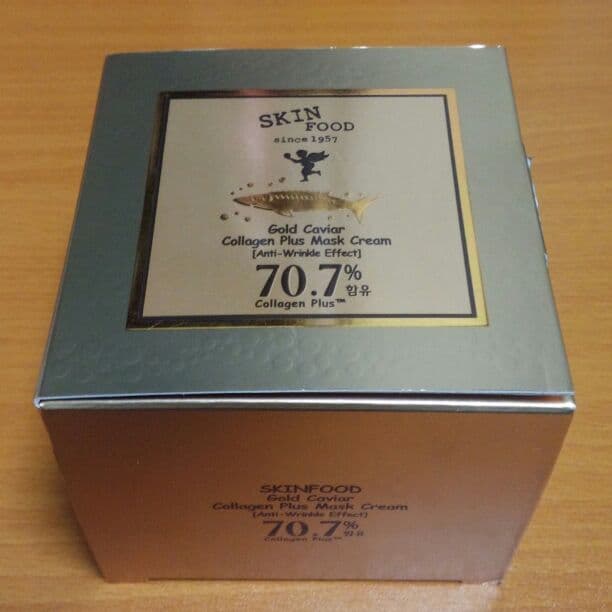 SKIN
FOOD
since 1957
Gold Caviar
Collagen Plus Mask Cream
[Anti-Wrinkle Effect]
70.7%
함유
Collagen Plus™
SKINFOOD
Gold Caviar
Collagen Plus Mask Cream
[Anti-Wrinkle Effect]
70.7%
함유
Collagen Plus™